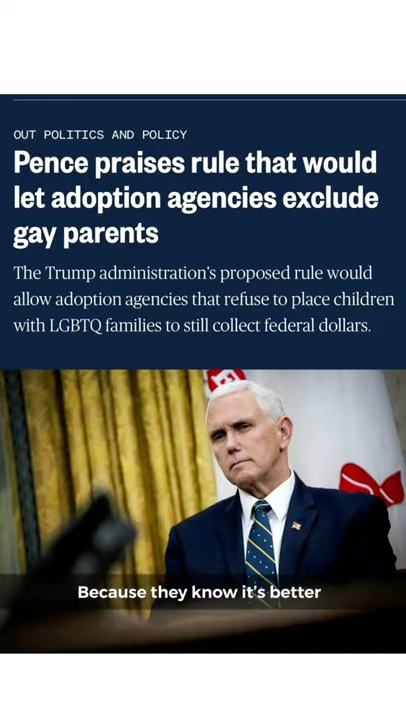 OUT POLITICS AND POLICY
Pence praises rule that would
let adoption agencies exclude
gay parents
The Trump administration's proposed rule would
allow adoption agencies that refuse to place children
with LGBTQ families to still collect federal dollars.
Because they know it's better